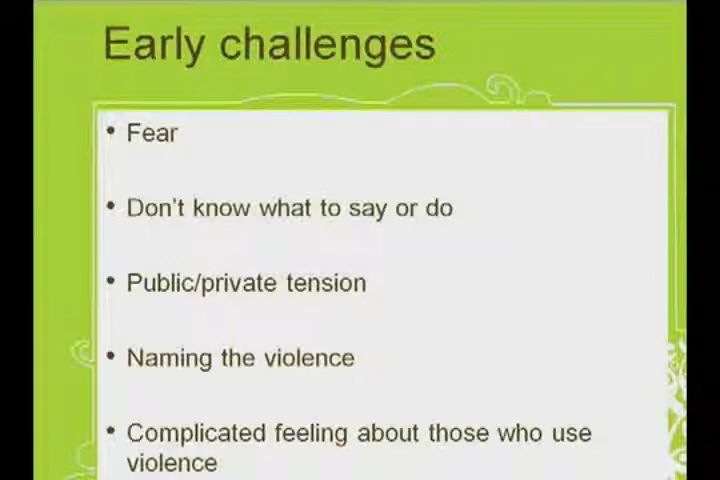 Early challenges
• Fear
• Don't know what to say or do
• Public/private tension
• Naming the violence
• Complicated feeling about those who use
violence